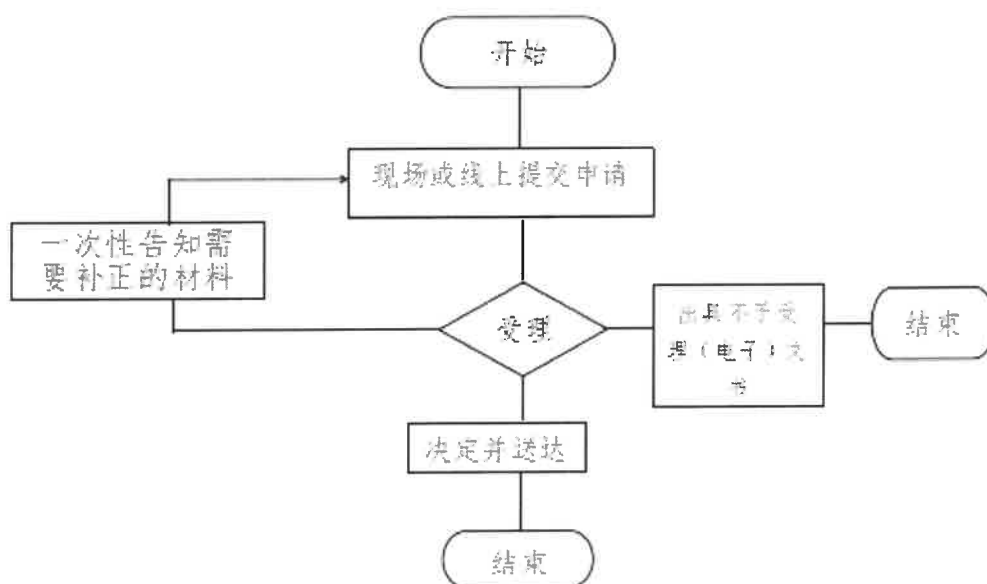 开始
现场或线上提交申请
一次性告知需
要补正的材料
受理
出具不予受
理（电子）文
书
结束
决定并送达
结束